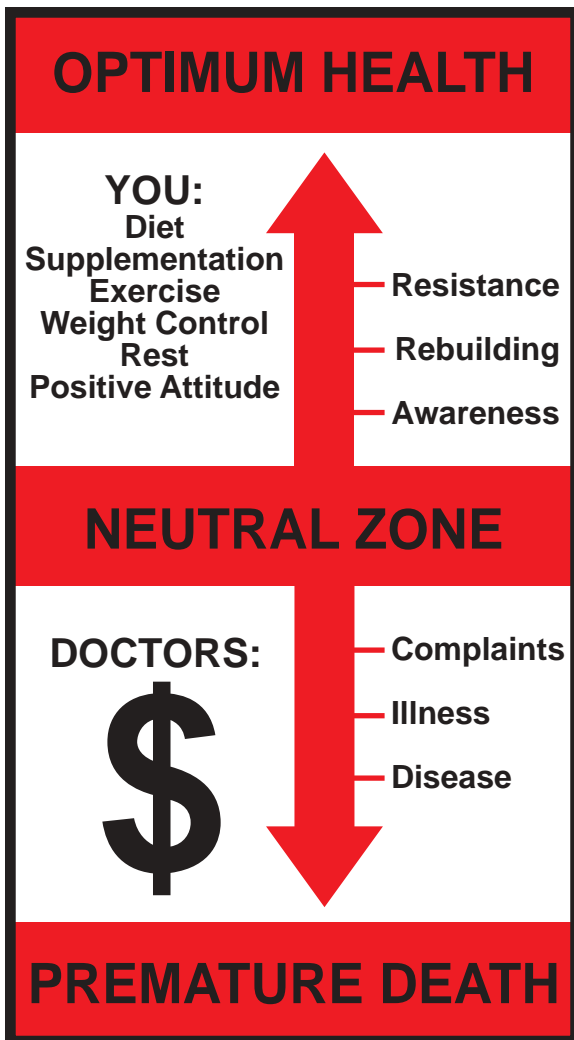 OPTIMUM HEALTH
YOU:
Diet
Supplementation
Exercise
Weight Control
Rest
Positive Attitude
Resistance
Rebuilding
Awareness
NEUTRAL ZONE
DOCTORS:
$
Complaints
Illness
Disease
PREMATURE DEATH